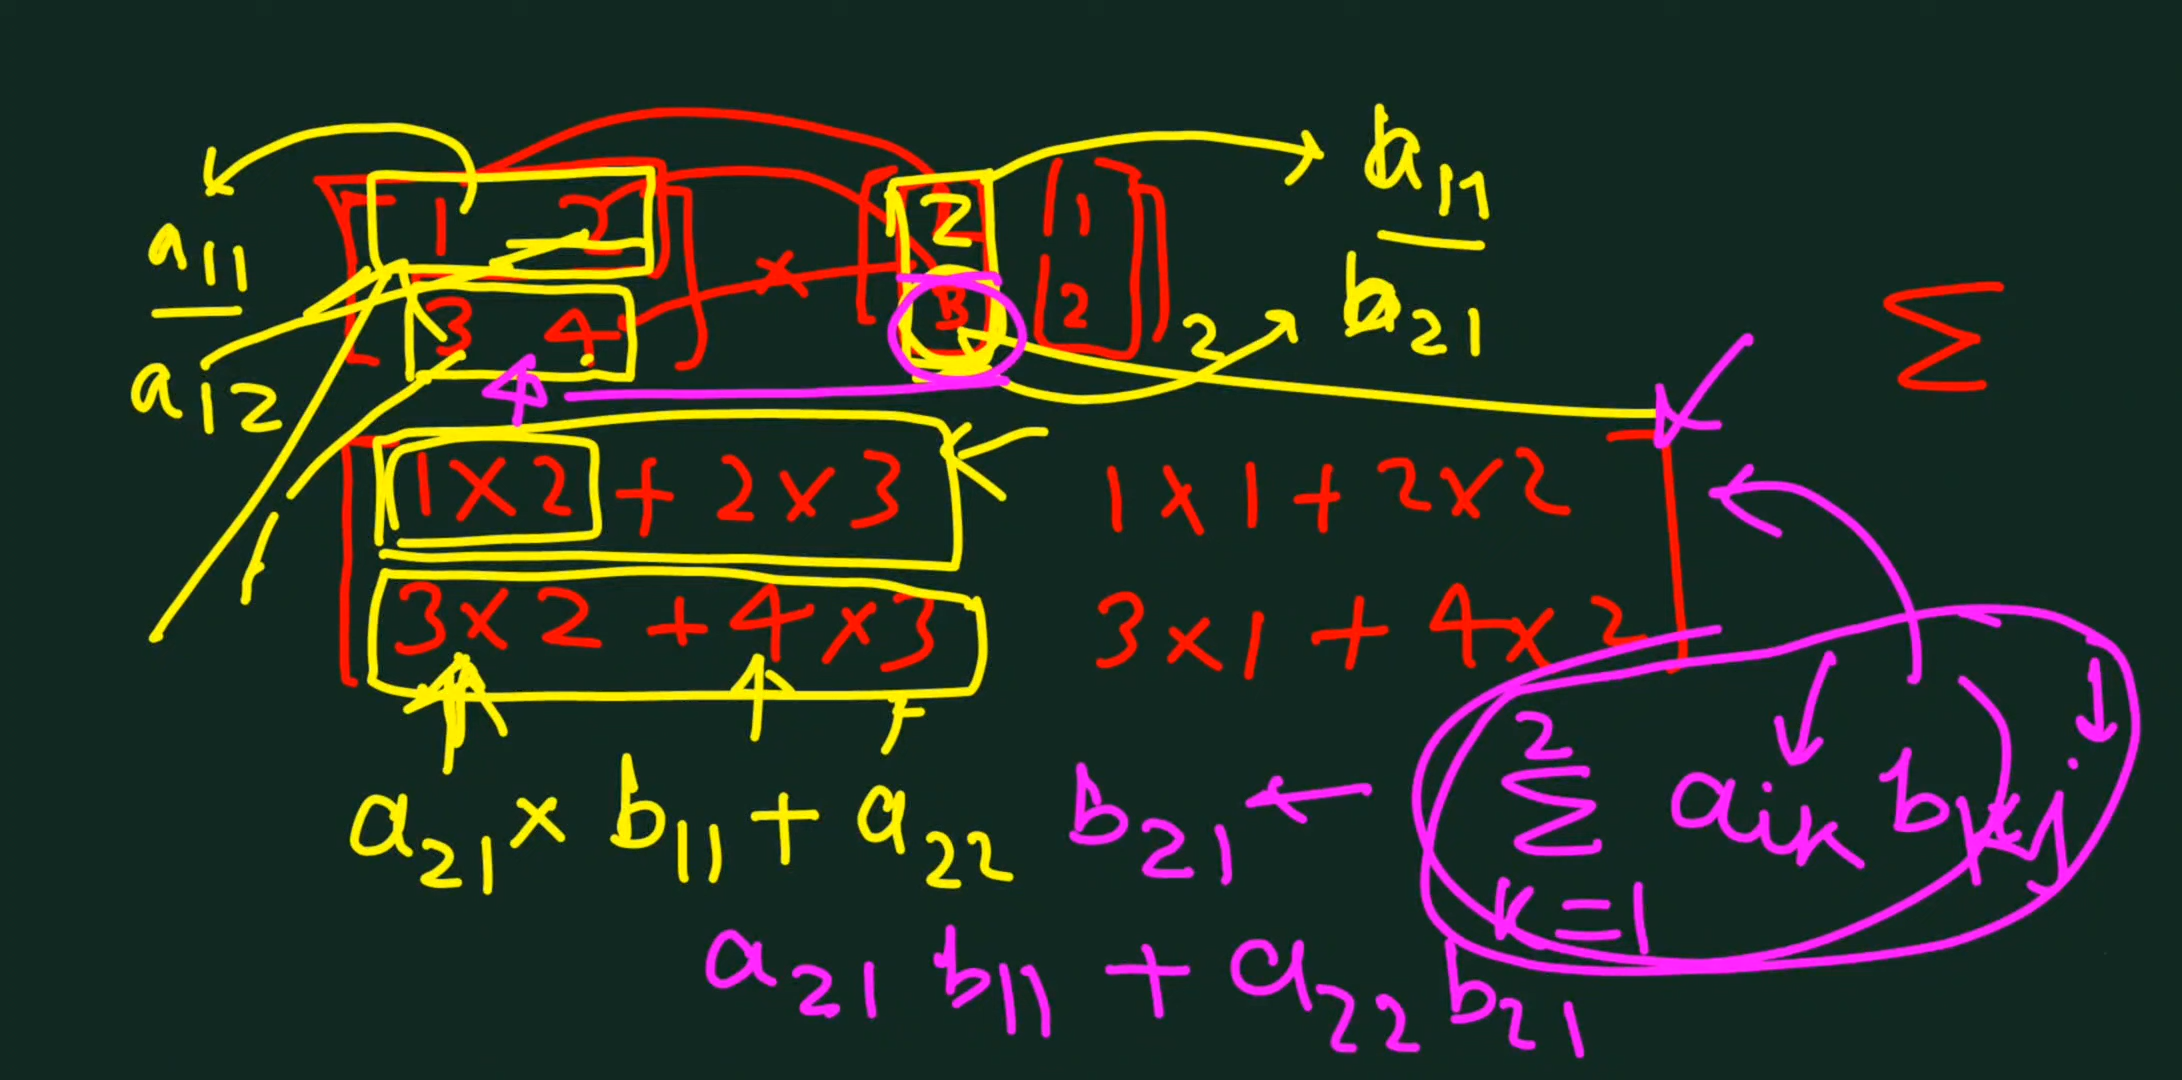 a11
1 2 × 2 1
b11
a11
3 4 3 2
2
b21
Σ
a12
1×2 + 2×3 1×1+2×2
3×2 + 4×3 3×1 + 4×2
2
Σ aik bkj
k=1
a21 × b11 + a22 b21
a21 b11 + a22 b21